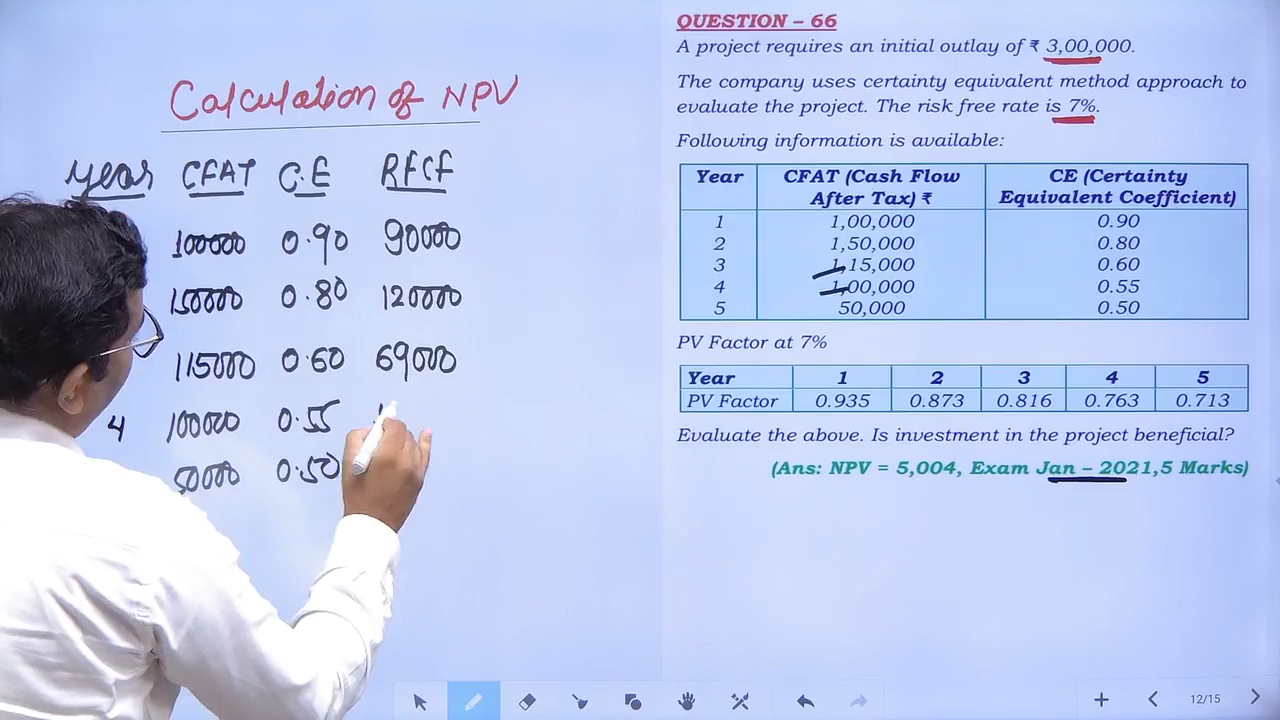 Calculation of NPV
Year CFAT C.E RFCF
100000 0.90 90000
150000 0.80 120000
115000 0.60 69000
4 100000 0.55
50000 0.50
QUESTION – 66
A project requires an initial outlay of ₹ 3,00,000.
The company uses certainty equivalent method approach to
evaluate the project. The risk free rate is 7%.
Following information is available:
Year CFAT (Cash Flow After Tax) ₹ CE (Certainty Equivalent Coefficient)
1 1,00,000 0.90
2 1,50,000 0.80
3 1,15,000 0.60
4 1,00,000 0.55
5 50,000 0.50
PV Factor at 7%
Year 1 2 3 4 5
PV Factor 0.935 0.873 0.816 0.763 0.713
Evaluate the above. Is investment in the project beneficial?
(Ans: NPV = 5,004, Exam Jan – 2021,5 Marks)
12/15